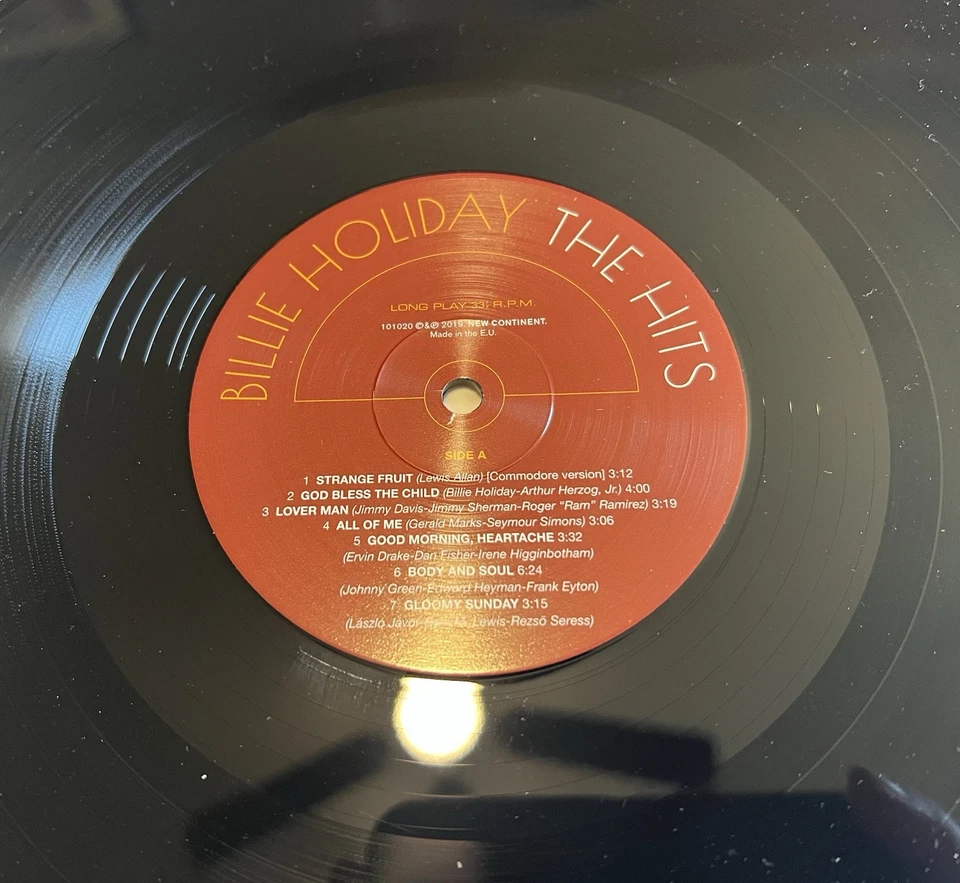 BILLIE HOLIDAY THE HITS
LONG PLAY 33⅓ R.P.M.
101020 ©&℗ 2019. NEW CONTINENT.
Made in the E.U.
SIDE A
1 STRANGE FRUIT (Lewis Allan) [Commodore version] 3:12
2 GOD BLESS THE CHILD (Billie Holiday-Arthur Herzog, Jr.) 4:00
3 LOVER MAN (Jimmy Davis-Jimmy Sherman-Roger “Ram” Ramirez) 3:19
4 ALL OF ME (Gerald Marks-Seymour Simons) 3:06
5 GOOD MORNING, HEARTACHE 3:32
(Ervin Drake-Dan Fisher-Irene Higginbotham)
6 BODY AND SOUL 6:24
(Johnny Green-Edward Heyman-Frank Eyton)
7 GLOOMY SUNDAY 3:15
(László Jávor- Lewis-Rezsö Seress)